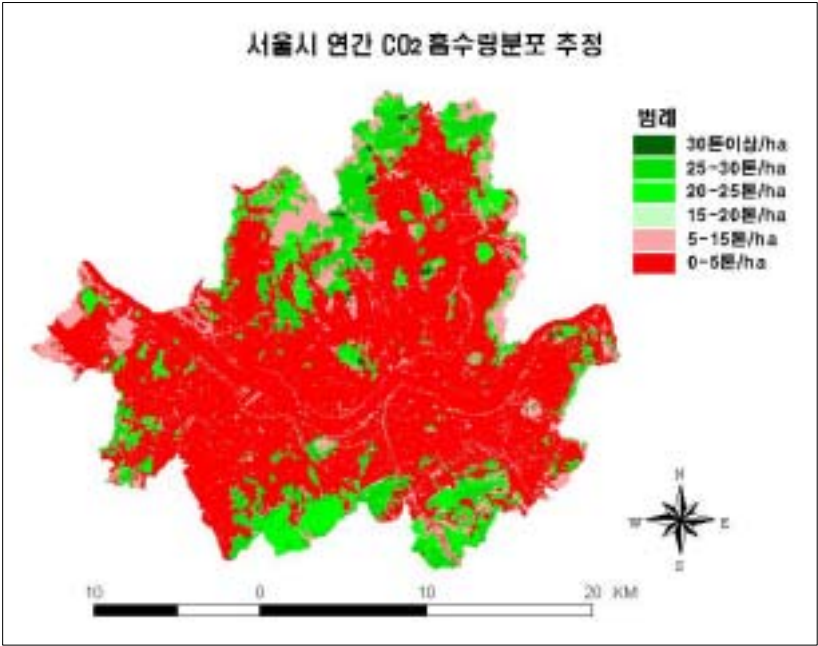 서울시 연간 CO2 흡수량분포 추정
범례
30톤이상/ha
25-30톤/ha
20-25톤/ha
15-20톤/ha
5-15톤/ha
0-5톤/ha
N
W E
S
10 0 10 20 KM